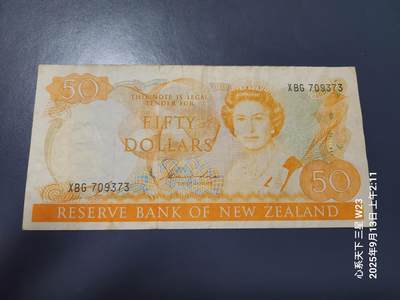 50
THIS NOTE IS LEGAL
TENDER FOR
XBG 709373
FIFTY
DOLLARS
XBG 709373
50
RESERVE BANK OF NEW ZEALAND
心系天下 三星 W23
2025年9月13日 上午2:11